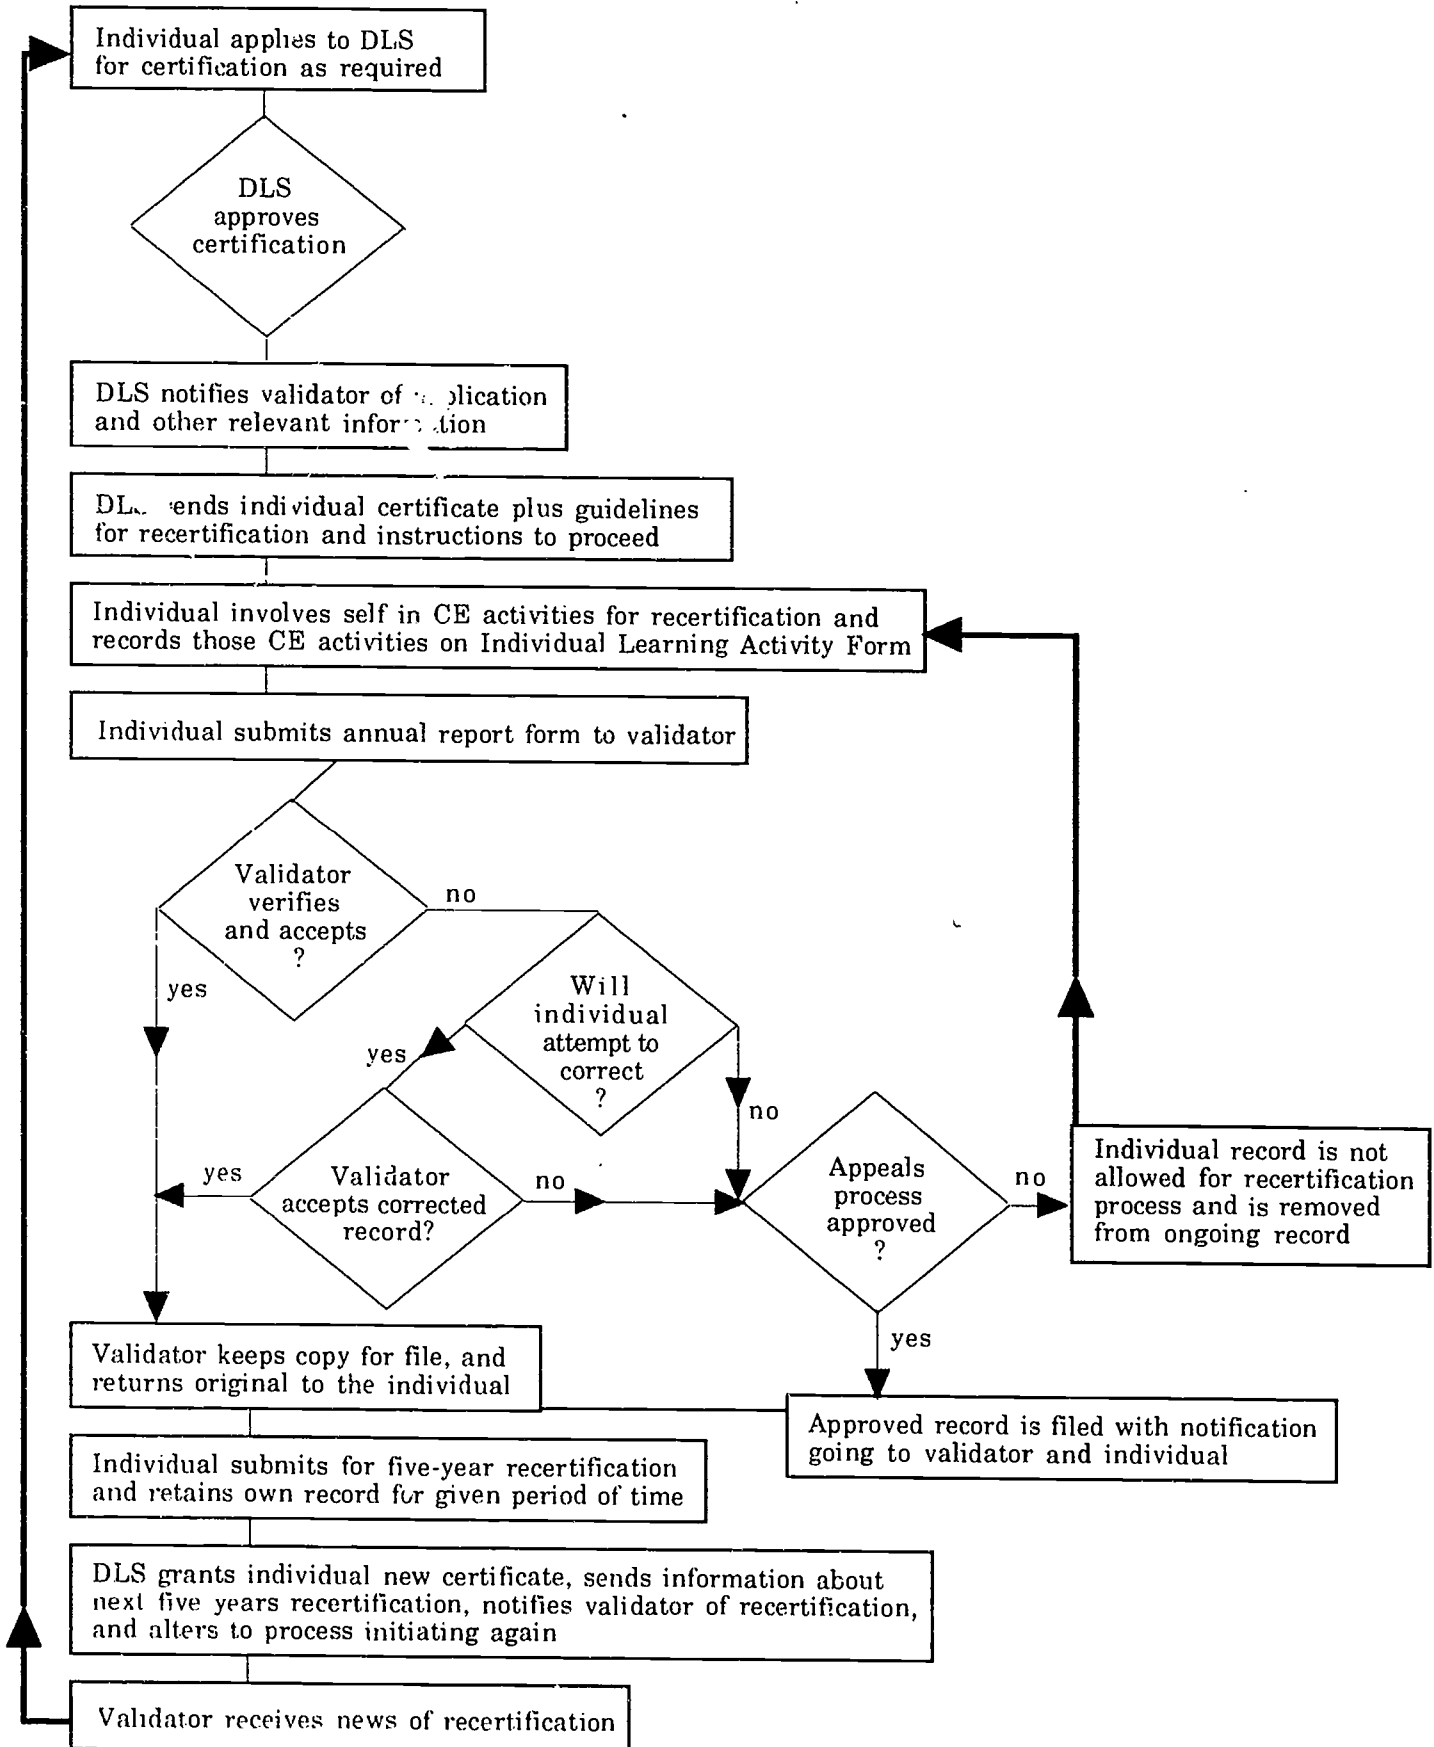 Individual applies to DLS
for certification as required
DLS
approves
certification
DLS notifies validator of
and other relevant
individual certificate plus guidelines
for recertification and instructions to proceed
Individual involves self in CE activities for recertification and
records those CE activities on Individual Learning Activity Form
Individual submits annual report form to validator
Validator
verifies
and accepts
?
no
yes
Will
individual
attempt to
correct
?
yes
no
Validator
accepts corrected
record?
yes
no
Appeals
process
approved
?
no
yes
Individual record is not
allowed for recertification
process and is removed
from ongoing record
Validator keeps copy for file, and
returns original to the individual
Approved record is filed with notification
going to validator and individual
Individual submits for five-year recertification
and retains own record for given period of time
DLS grants individual new certificate, sends information about
next five years recertification, notifies validator of recertification,
and alters to process initiating again
Validator receives news of recertification